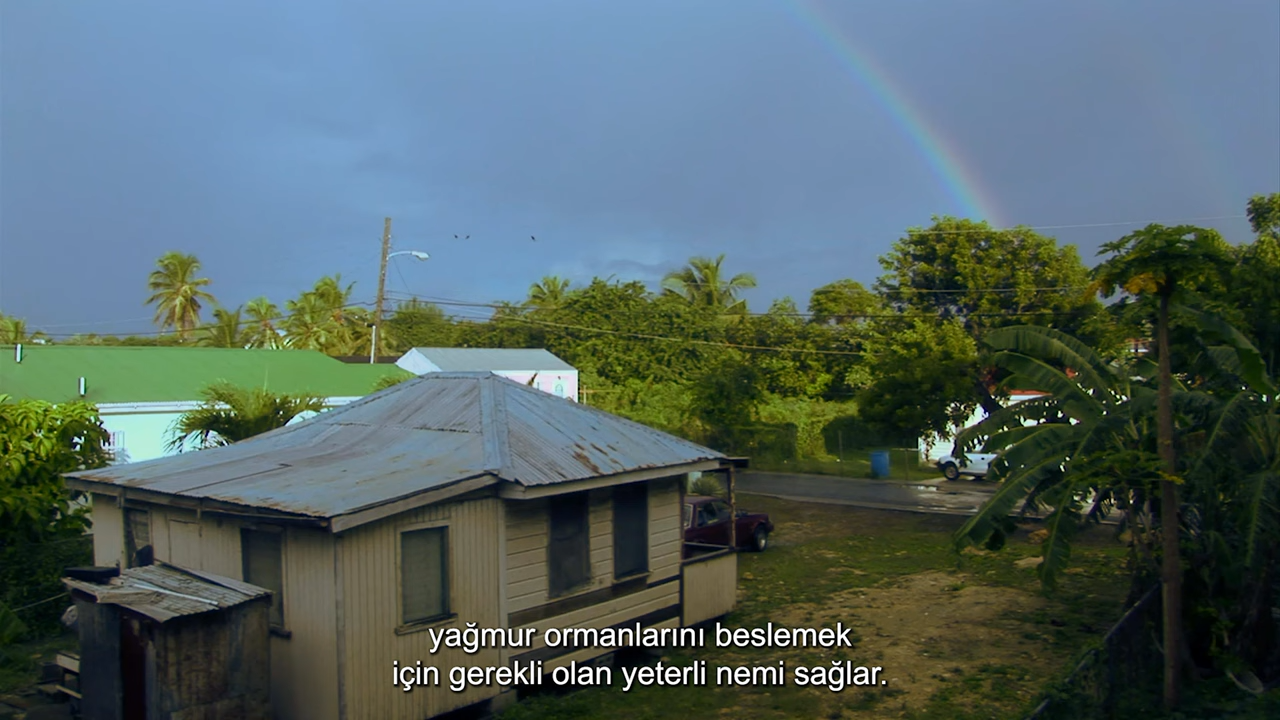 yağmur ormanlarını beslemek
için gerekli olan yeterli nemi sağlar.